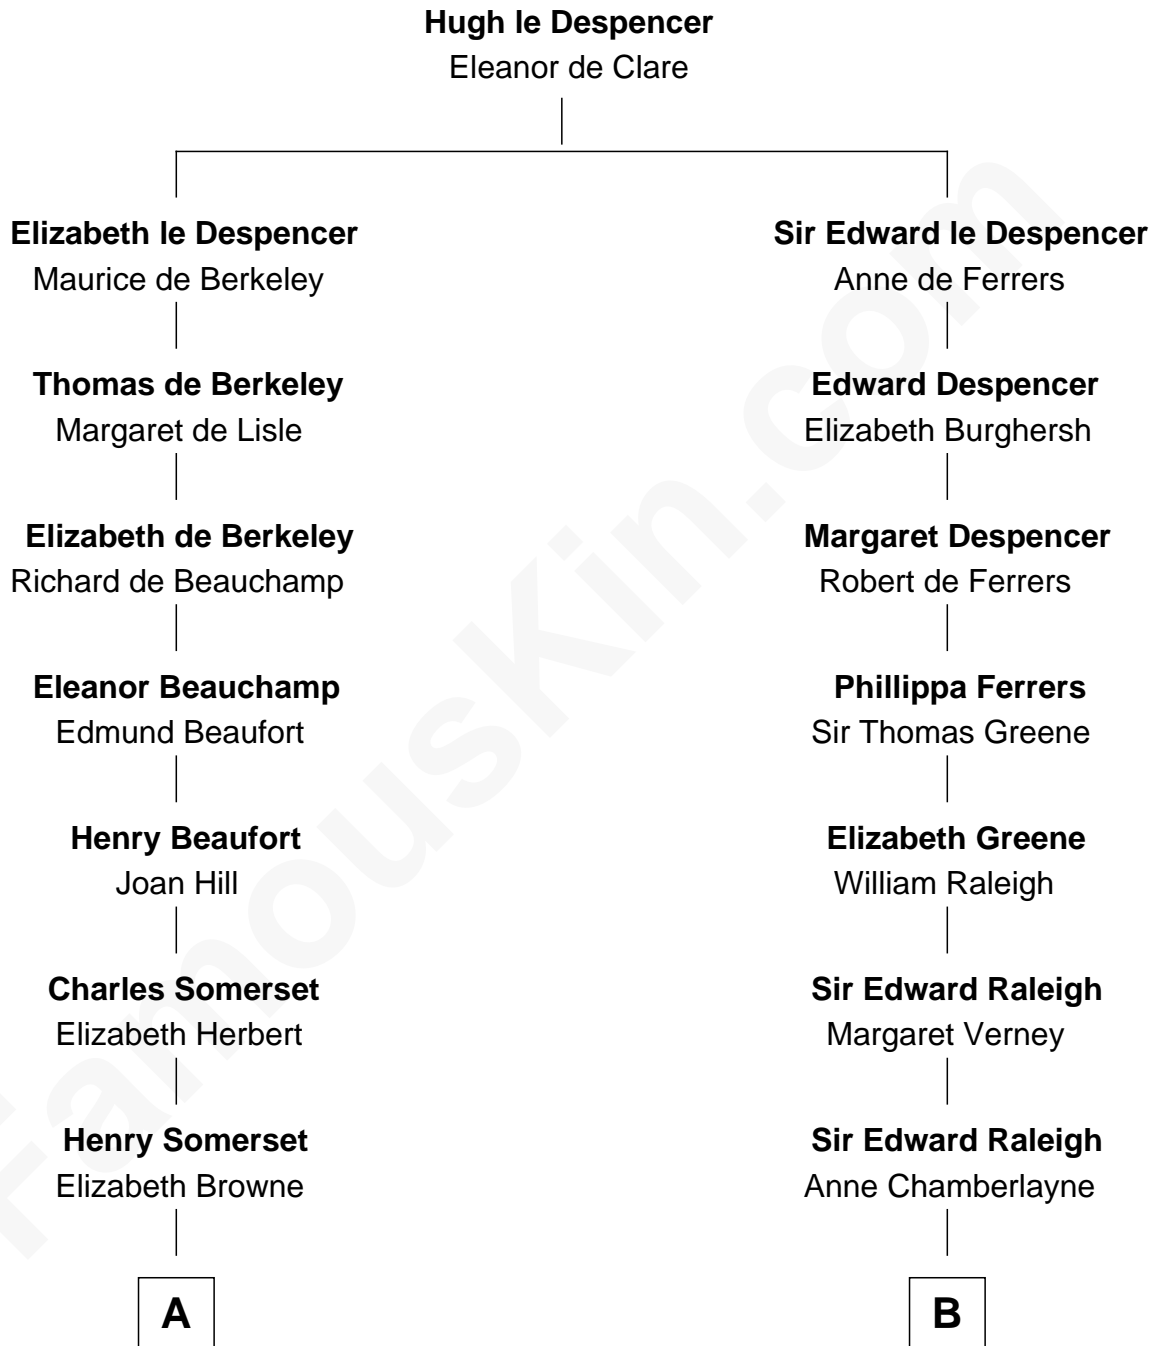 Hugh le Despencer
Eleanor de Clare
Elizabeth le Despencer
Maurice de Berkeley
Thomas de Berkeley
Margaret de Lisle
Elizabeth de Berkeley
Richard de Beauchamp
Eleanor Beauchamp
Edmund Beaufort
Henry Beaufort
Joan Hill
Charles Somerset
Elizabeth Herbert
Henry Somerset
Elizabeth Browne
A
Sir Edward le Despencer
Anne de Ferrers
Edward Despencer
Elizabeth Burghersh
Margaret Despencer
Robert de Ferrers
Phillippa Ferrers
Sir Thomas Greene
Elizabeth Greene
William Raleigh
Sir Edward Raleigh
Margaret Verney
Sir Edward Raleigh
Anne Chamberlayne
B
FamousKin.com